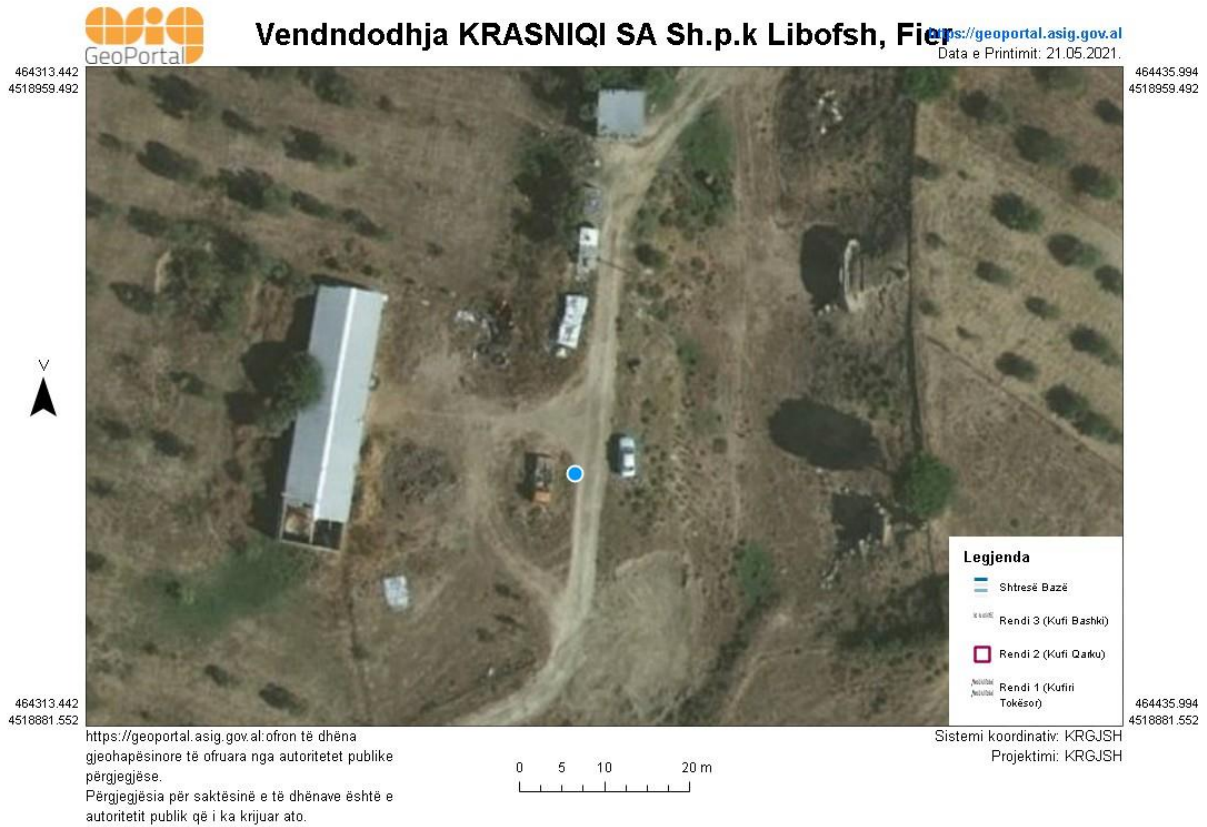 asig
GeoPortal
Vendndodhja KRASNIQI SA Sh.p.k Libofsh, Fier
https://geoportal.asig.gov.al
Data e Printimit: 21.05.2021.
464313.442
4518959.492
464435.994
4518959.492
V
Legjenda
Shtresë Bazë
Rendi 3 (Kufi Bashki)
Rendi 2 (Kufi Qarku)
Rendi 1 (Kufiri
Tokësor)
464313.442
4518881.552
464435.994
4518881.552
https://geoportal.asig.gov.al:ofron të dhëna
gjeohapësinore të ofruara nga autoritetet publike
përgjegjëse.
Përgjegjësia për saktësinë e të dhënave është e
autoritetit publik që i ka krijuar ato.
0 5 10 20 m
Sistemi koordinativ: KRGJSH
Projektimi: KRGJSH